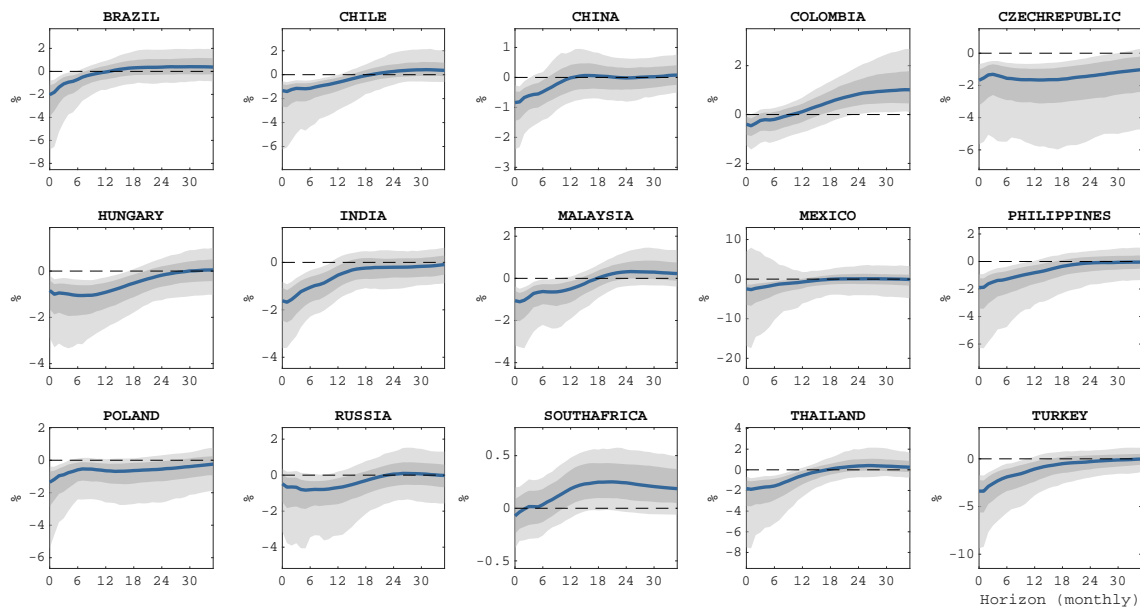 BRAZIL CHILE CHINA COLOMBIA CZECHREPUBLIC
% 2 0 -2 -4 -6 -8
0 6 12 18 24 30
% 2 0 -2 -4 -6
0 6 12 18 24 30
% 1 0 -1 -2 -3
0 6 12 18 24 30
% 2 0 -2
0 6 12 18 24 30
% 0 -2 -4 -6
0 6 12 18 24 30
HUNGARY INDIA MALAYSIA MEXICO PHILIPPINES
% 0 -2 -4
0 6 12 18 24 30
% 0 -2 -4
0 6 12 18 24 30
% 2 0 -2 -4
0 6 12 18 24 30
% 10 0 -10 -20
0 6 12 18 24 30
% 2 0 -2 -4 -6
0 6 12 18 24 30
POLAND RUSSIA SOUTHAFRICA THAILAND TURKEY
% 2 0 -2 -4 -6
0 6 12 18 24 30
% 2 0 -2 -4
0 6 12 18 24 30
% 0.5 0 -0.5
0 6 12 18 24 30
% 4 2 0 -2 -4 -6 -8
0 6 12 18 24 30
% 0 -5 -10
0 6 12 18 24 30
Horizon (monthly)